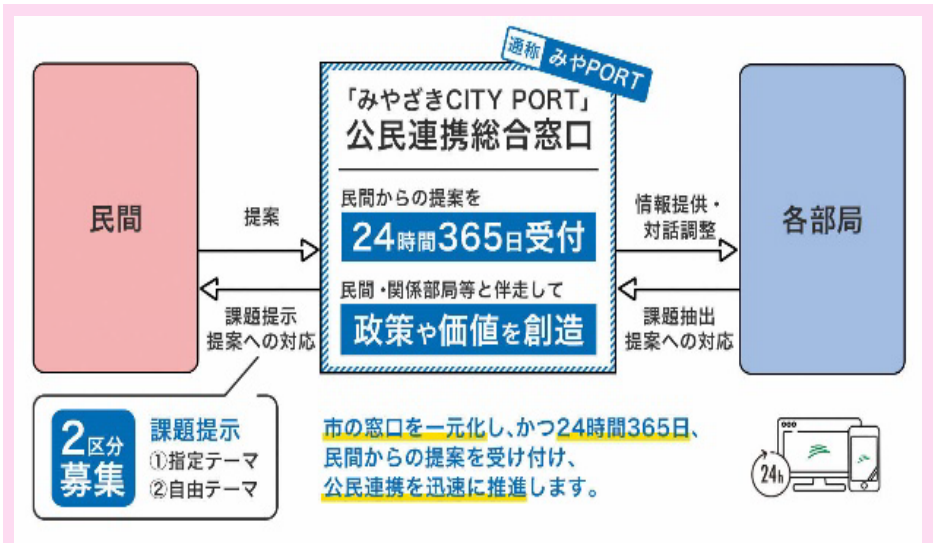 通称 みやPORT
「みやざきCITY PORT」
公民連携総合窓口
民間からの提案を
24時間365日受付
民間・関係部局等と伴走して
政策や価値を創造
民間
提案
課題提示
提案への対応
情報提供・
対話調整
課題抽出
提案への対応
各部局
2区分
募集
課題提示
①指定テーマ
②自由テーマ
市の窓口を一元化し、かつ24時間365日、
民間からの提案を受け付け、
公民連携を迅速に推進します。
24h